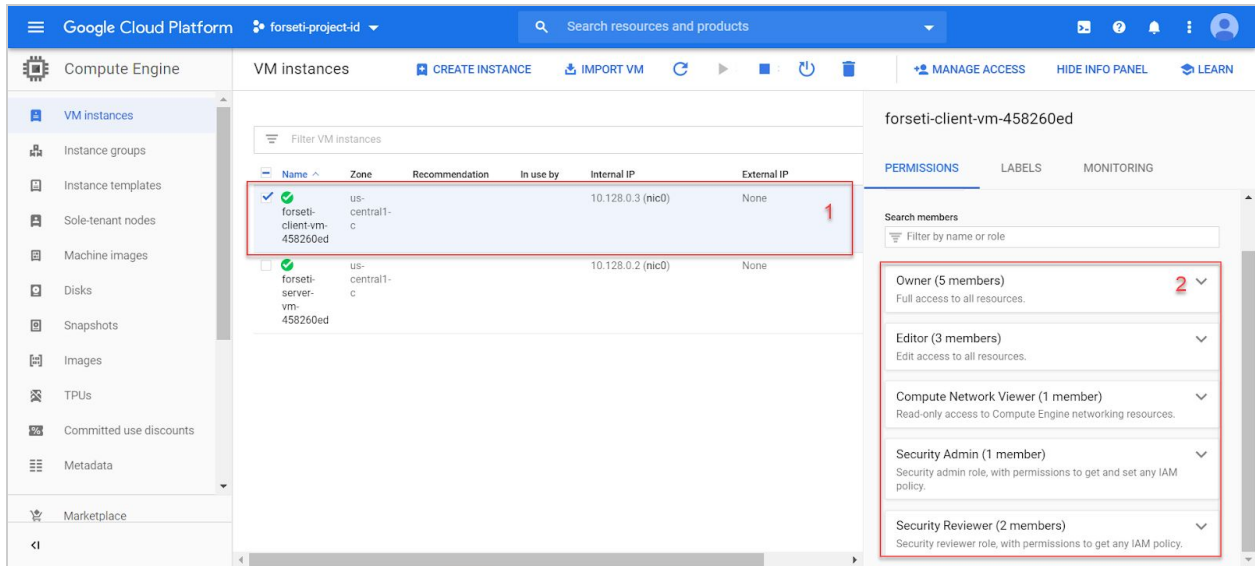 Google Cloud Platform
forseti-project-id
Search resources and products
Compute Engine
VM instances
CREATE INSTANCE
IMPORT VM
MANAGE ACCESS
HIDE INFO PANEL
LEARN
VM instances
Instance groups
Instance templates
Sole-tenant nodes
Machine images
Disks
Snapshots
Images
TPUs
Committed use discounts
Metadata
Marketplace
Filter VM instances
Name Zone Recommendation In use by Internal IP External IP
forseti-
client-vm-
458260ed
us-
central1-
c
10.128.0.3 (nic0)
None
1
forseti-
server-
vm-
458260ed
us-
central1-
c
10.128.0.2 (nic0)
None
forseti-client-vm-458260ed
PERMISSIONS LABELS MONITORING
Search members
Filter by name or role
Owner (5 members)
2
Full access to all resources.
Editor (3 members)
Edit access to all resources.
Compute Network Viewer (1 member)
Read-only access to Compute Engine networking resources.
Security Admin (1 member)
Security admin role, with permissions to get and set any IAM
policy.
Security Reviewer (2 members)
Security reviewer role, with permissions to get any IAM policy.